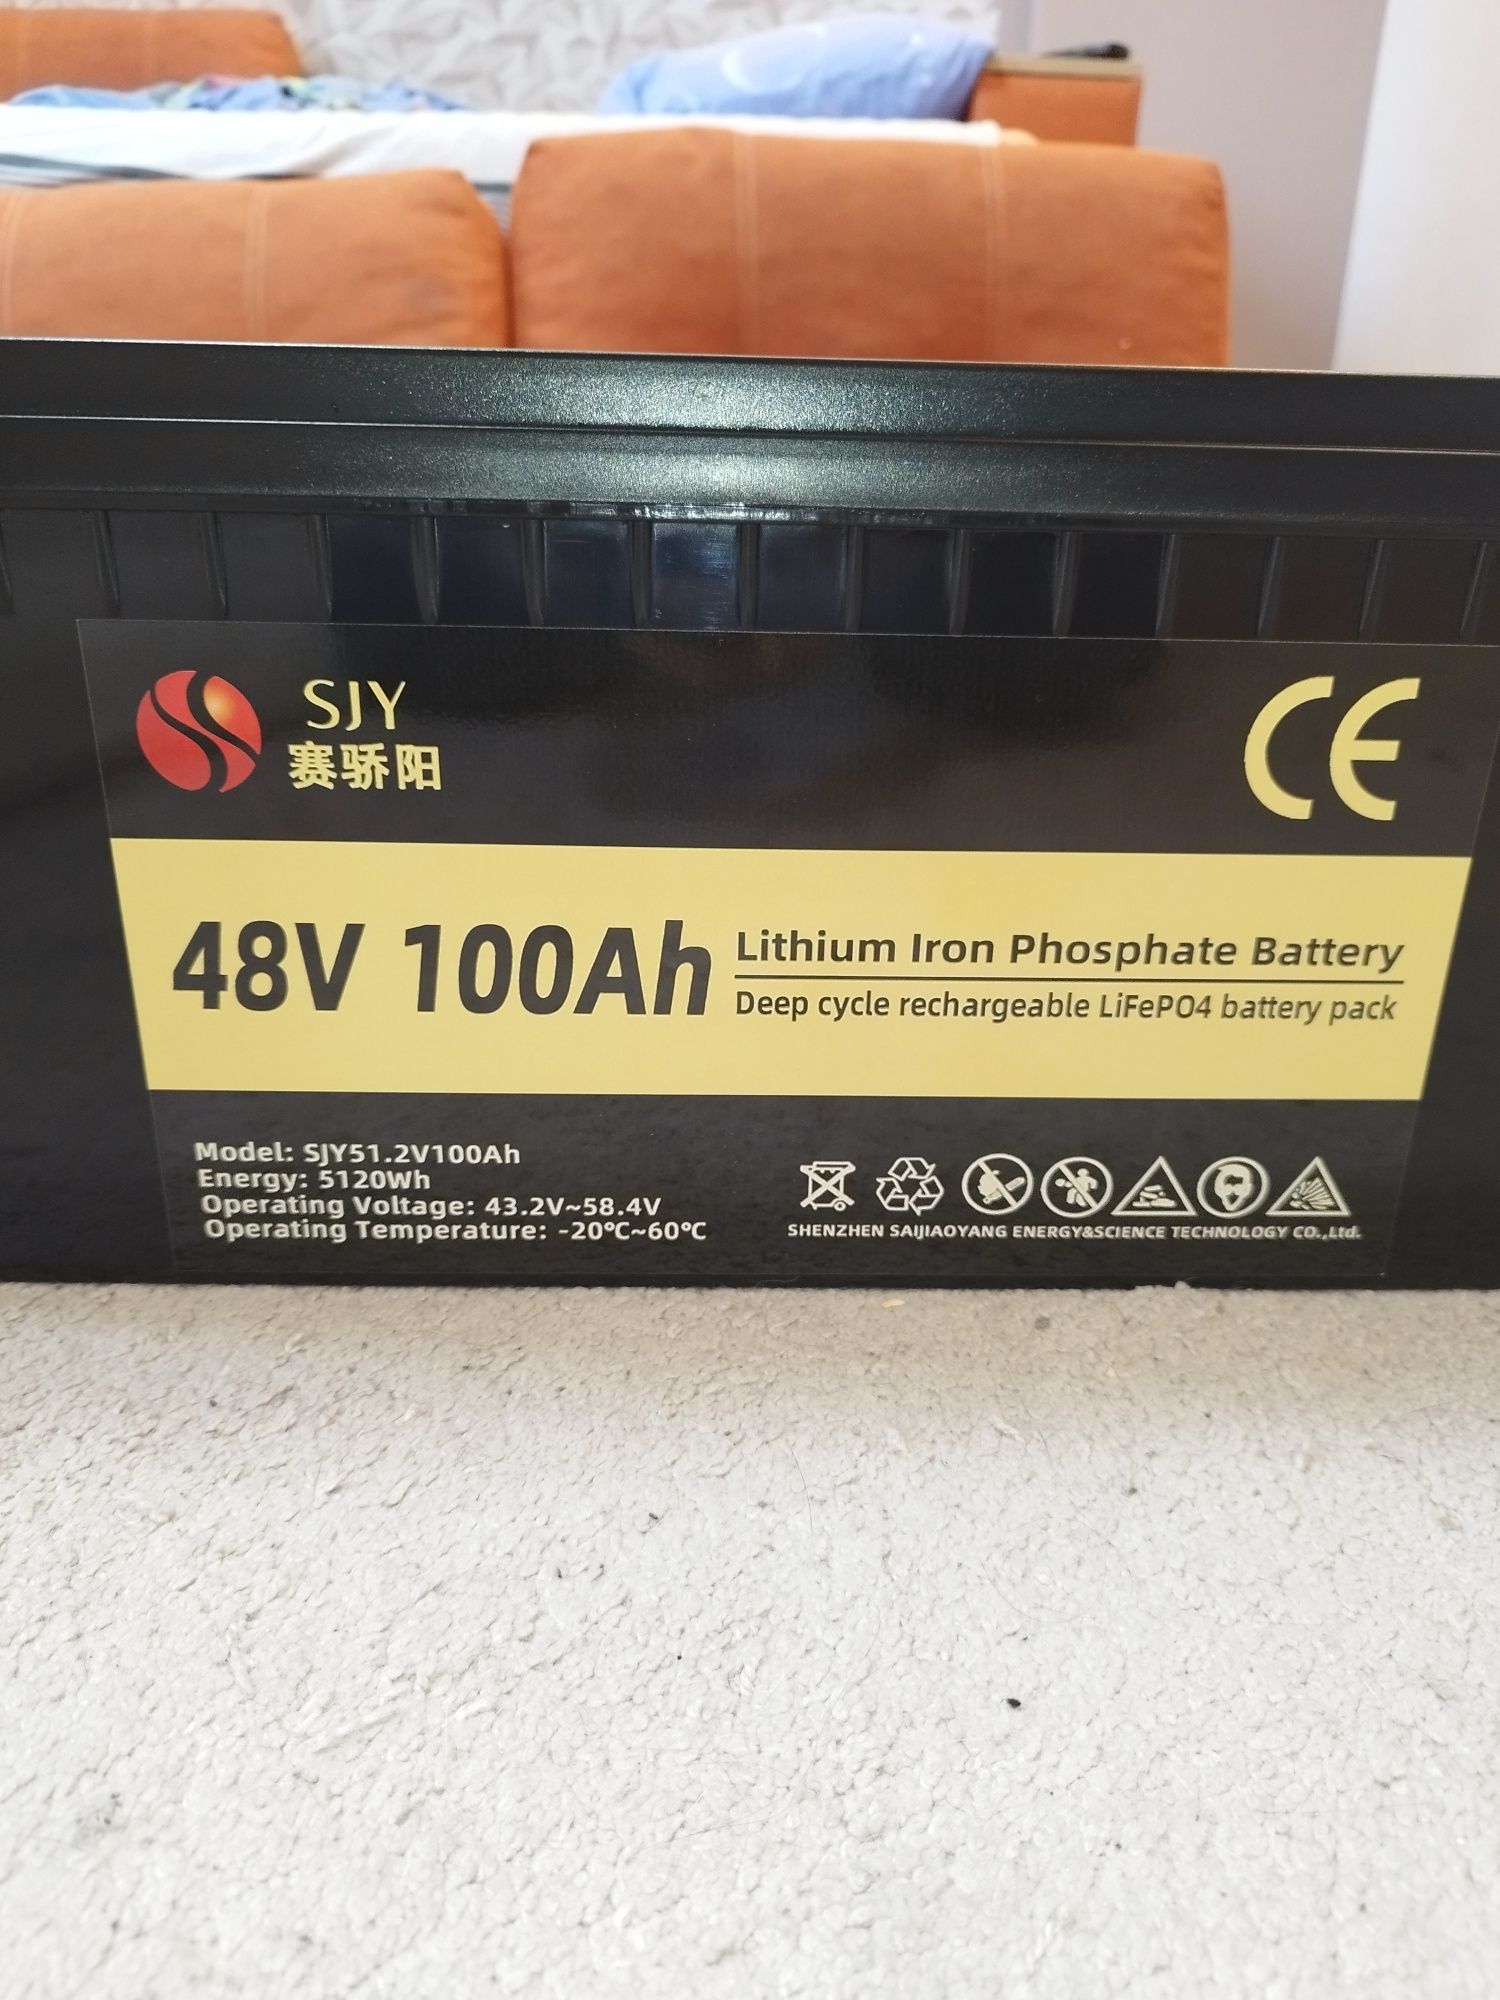 SJY
赛骄阳
CE
48V 100Ah
Lithium Iron Phosphate Battery
Deep cycle rechargeable LiFePO4 battery pack
Model: SJY51.2V100Ah
Energy: 5120Wh
Operating Voltage: 43.2V~58.4V
Operating Temperature: -20℃~60℃
SHENZHEN SAIJIAOYANG ENERGY&SCIENCE TECHNOLOGY CO.,Ltd.